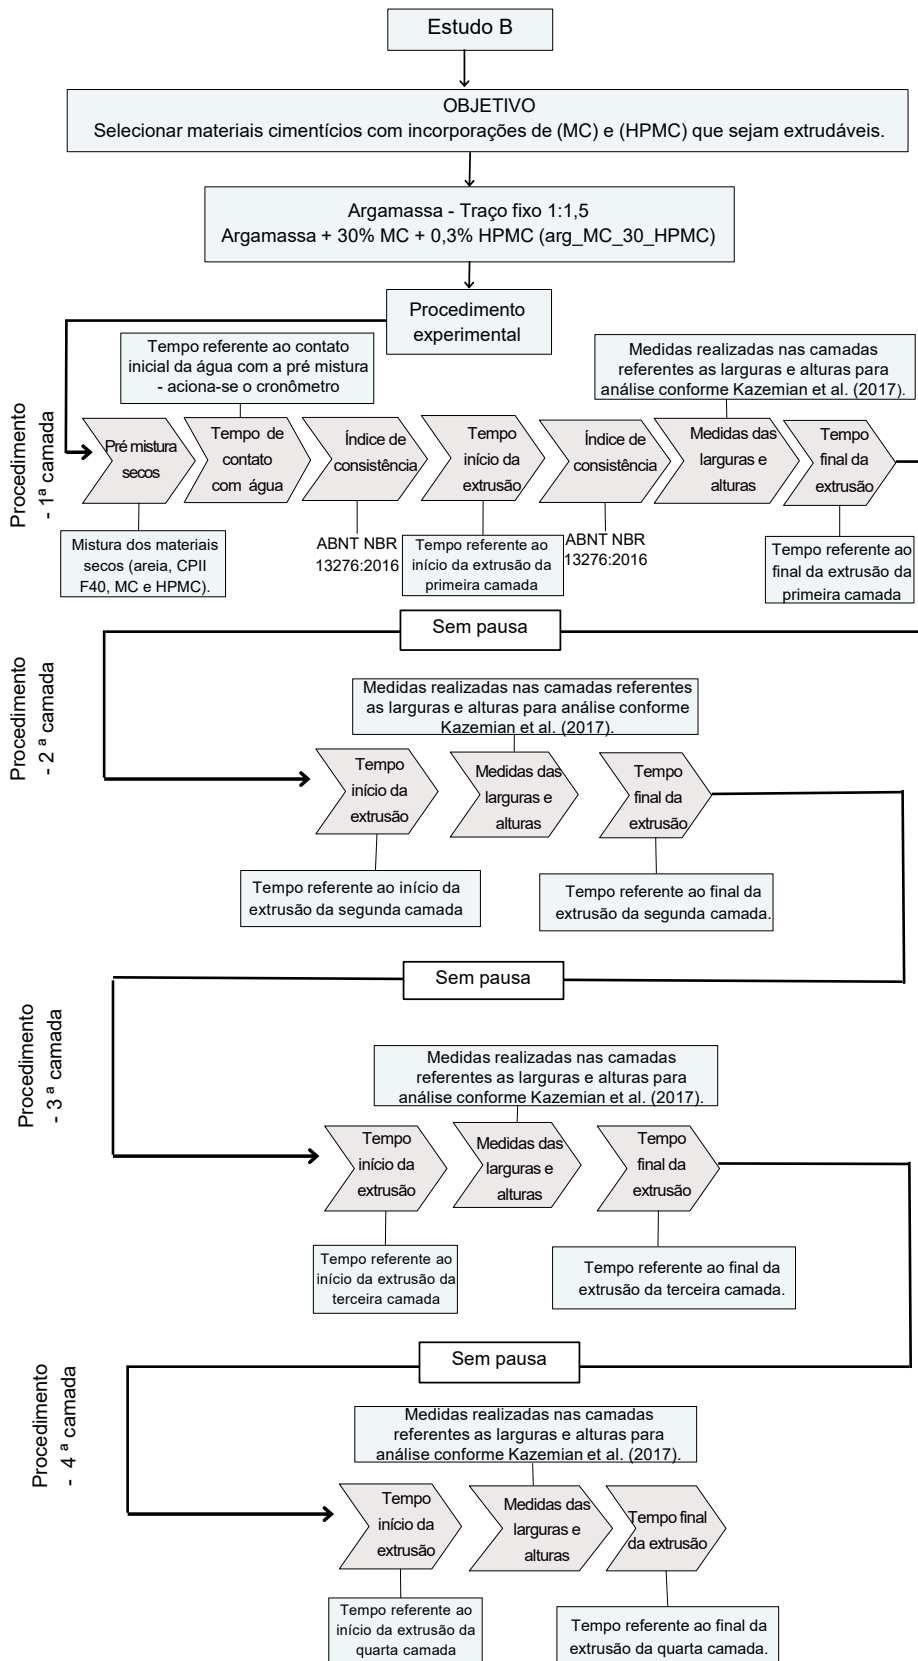 Estudo B
OBJETIVO
Selecionar materiais cimentícios com incorporações de (MC) e (HPMC) que sejam extrudáveis.
Argamassa - Traço fixo 1:1,5
Argamassa + 30% MC + 0,3% HPMC (arg_MC_30_HPMC)
Procedimento
experimental
Procedimento
- 1ª camada
Tempo referente ao contato
inicial da água com a pré mistura
- aciona-se o cronômetro
Medidas realizadas nas camadas
referentes as larguras e alturas para
análise conforme Kazemian et al. (2017).
Pré mistura
secos
Tempo de
contato
com água
Índice de
consistência
Tempo
início da
extrusão
Índice de
consistência
Medidas das
larguras e
alturas
Tempo
final da
extrusão
Mistura dos materiais
secos (areia, CPII
F40, MC e HPMC).
ABNT NBR
13276:2016
Tempo referente ao
início da extrusão da
primeira camada
ABNT NBR
13276:2016
Tempo referente ao
final da extrusão da
primeira camada
Sem pausa
Procedimento
- 2 ª camada
Medidas realizadas nas camadas referentes
as larguras e alturas para análise conforme
Kazemian et al. (2017).
Tempo
início da
extrusão
Medidas das
larguras e
alturas
Tempo
final da
extrusão
Tempo referente ao início da
extrusão da segunda camada
Tempo referente ao final da
extrusão da segunda camada.
Sem pausa
Procedimento
- 3 ª camada
Medidas realizadas nas camadas
referentes as larguras e alturas para
análise conforme Kazemian et al. (2017).
Tempo
início da
extrusão
Medidas das
larguras e
alturas
Tempo
final da
extrusão
Tempo referente ao
início da extrusão da
terceira camada
Tempo referente ao final da
extrusão da terceira camada.
Sem pausa
Procedimento
- 4 ª camada
Medidas realizadas nas camadas
referentes as larguras e alturas para
análise conforme Kazemian et al. (2017).
Tempo
início da
extrusão
Medidas das
larguras e
alturas
Tempo final
da extrusão
Tempo referente ao
início da extrusão da
quarta camada
Tempo referente ao final da
extrusão da quarta camada.